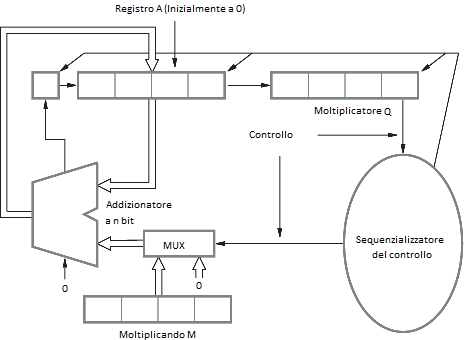 Registro A (Inizialmente a 0)
Moltiplicatore Q
Controllo
Addizionatore
a n bit
Sequenzializzatore
del controllo
MUX
0
0
Moltiplicando M